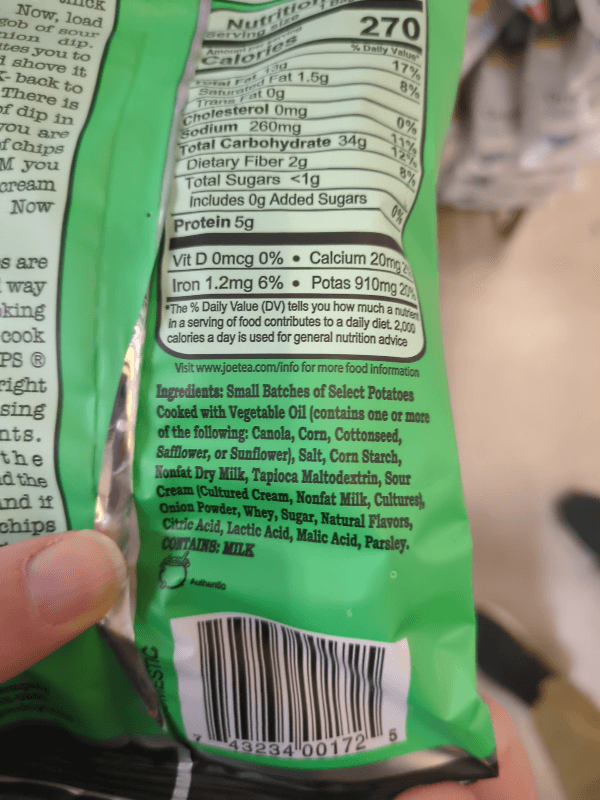 Now, load
gob of sour
nion dip.
shove it
back to
There is
of dip in
you are
f chips
M you
cream
Now
s are
way
king
cook
PS ®
right
sing
nts.
the
d the
and if
chips
Nutrition
Serving size
Amount per serving
Calories 270
% Daily Value*
Total Fat 13g 17%
Saturated Fat 1.5g 8%
Trans Fat 0g
Cholesterol 0mg 0%
Sodium 260mg 11%
Total Carbohydrate 34g 12%
Dietary Fiber 2g 8%
Total Sugars <1g
Includes 0g Added Sugars 0%
Protein 5g
Vit D 0mcg 0% • Calcium 20mg 2%
Iron 1.2mg 6% • Potas 910mg 20%
*The % Daily Value (DV) tells you how much a nutrient
in a serving of food contributes to a daily diet. 2,000
calories a day is used for general nutrition advice
Visit www.joetea.com/info for more food information
Ingredients: Small Batches of Select Potatoes
Cooked with Vegetable Oil (contains one or more
of the following: Canola, Corn, Cottonseed,
Safflower, or Sunflower), Salt, Corn Starch,
Nonfat Dry Milk, Tapioca Maltodextrin, Sour
Cream (Cultured Cream, Nonfat Milk, Cultures),
Onion Powder, Whey, Sugar, Natural Flavors,
Citric Acid, Lactic Acid, Malic Acid, Parsley.
CONTAINS: MILK
Authentic
7 43234 00172 5